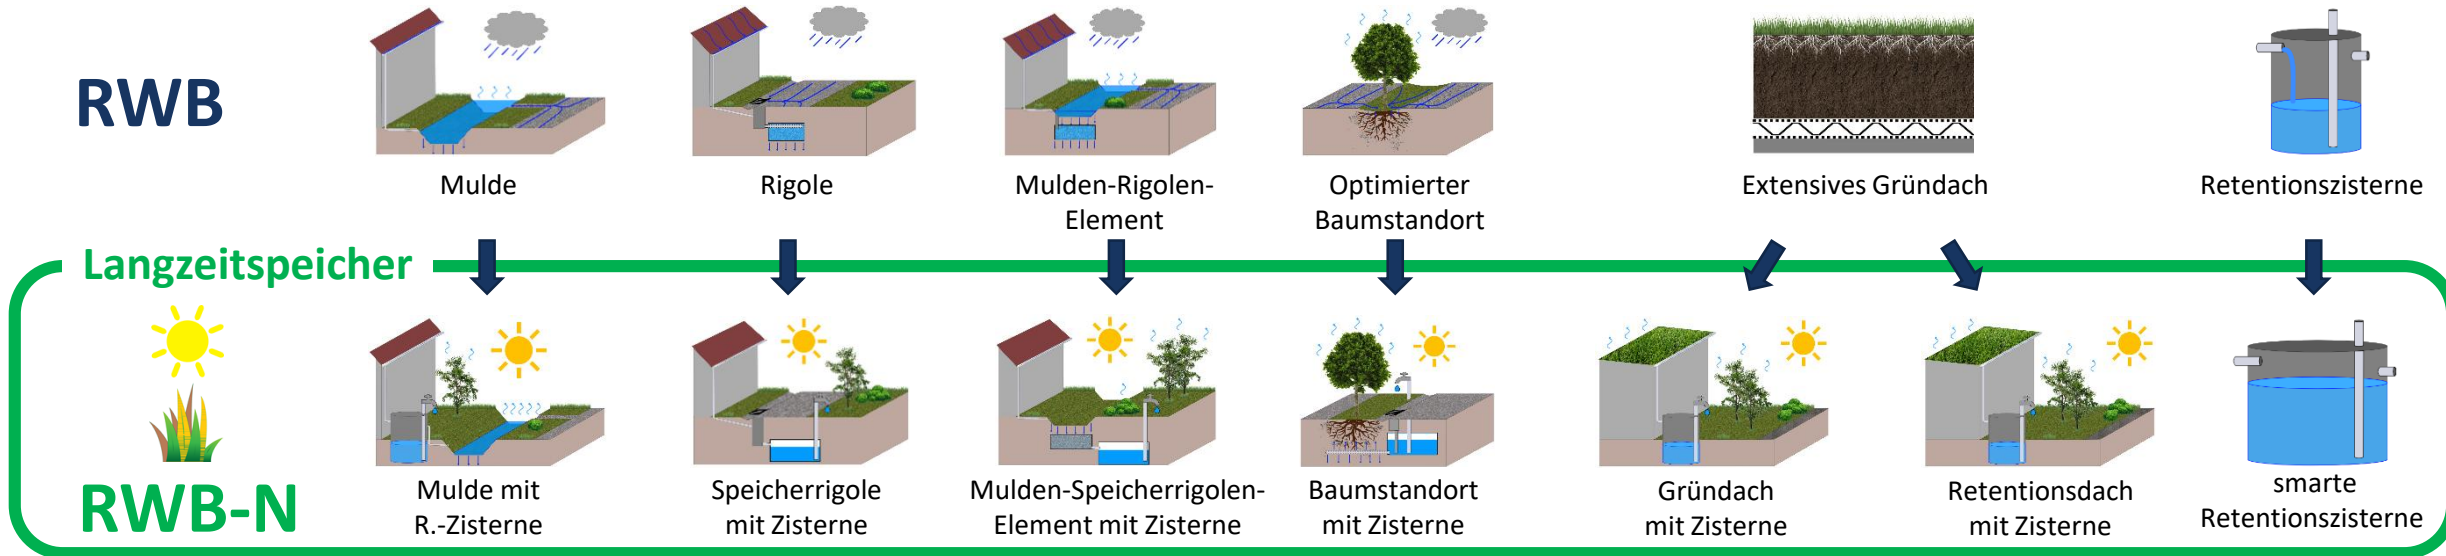 RWB
Mulde
Rigole
Mulden-Rigolen-
Element
Optimierter
Baumstandort
Extensives Gründach
Retentionszisterne
Langzeitspeicher
RWB-N
Mulde mit
R.-Zisterne
Speicherrigole
mit Zisterne
Mulden-Speicherrigolen-
Element mit Zisterne
Baumstandort
mit Zisterne
Gründach
mit Zisterne
Retentionsdach
mit Zisterne
smarte
Retentionszisterne